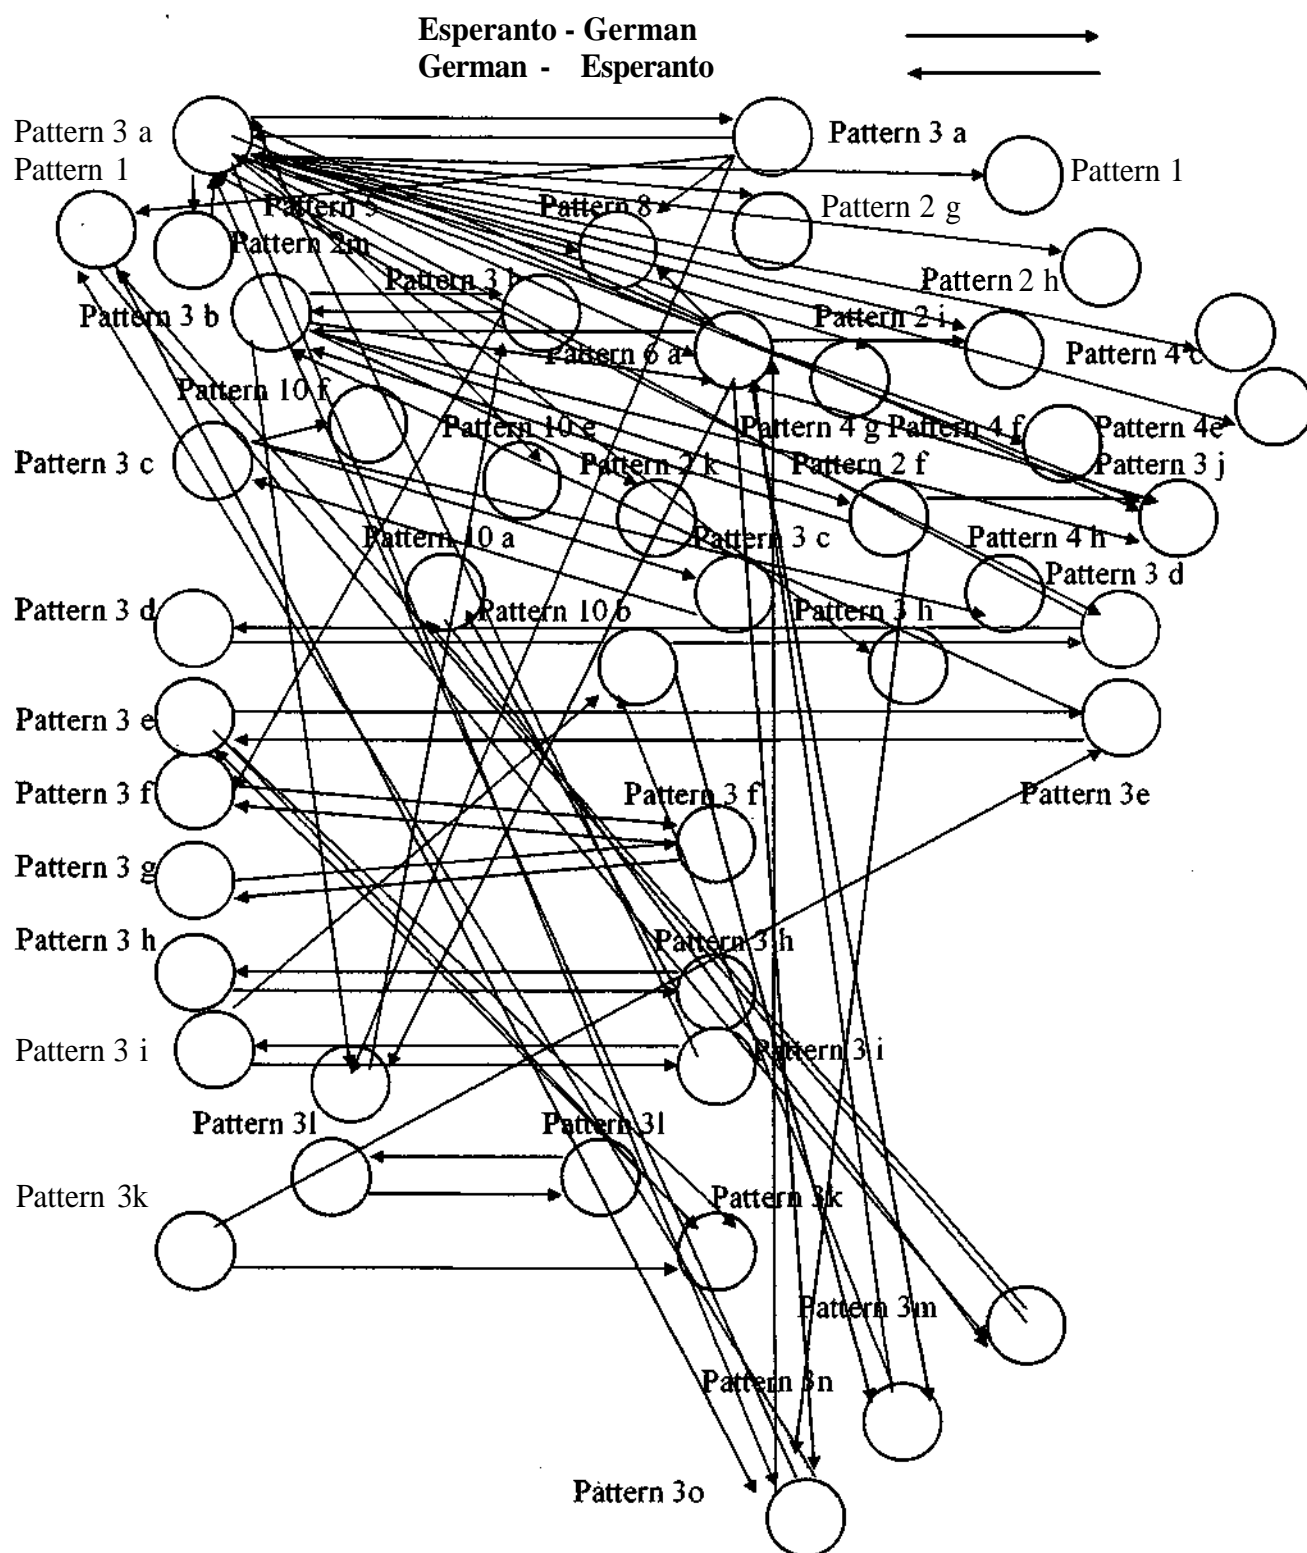 Esperanto - German
German - Esperanto
Pattern 3 a
Pattern 3 a
Pattern 1
Pattern 1
Pattern 8
Pattern 2 g
Pattern 2m
Pattern 2 h
Pattern 3 b
Pattern 2 i
Pattern 6 a
Pattern 4 c
Pattern 10 f
Pattern 10 e
Pattern 4 g
Pattern 4 f
Pattern 4e
Pattern 3 c
Pattern 2 k
Pattern 2 f
Pattern 3 j
Pattern 10 a
Pattern 3 c
Pattern 4 h
Pattern 3 d
Pattern 3 d
Pattern 10 b
Pattern 3 h
Pattern 3 e
Pattern 3 f
Pattern 3 f
Pattern 3e
Pattern 3 g
Pattern 3 h
Pattern 3 h
Pattern 3 i
Pattern 3 i
Pattern 3l
Pattern 3l
Pattern 3k
Pattern 3k
Pattern 3m
Pattern 3n
Pattern 3o